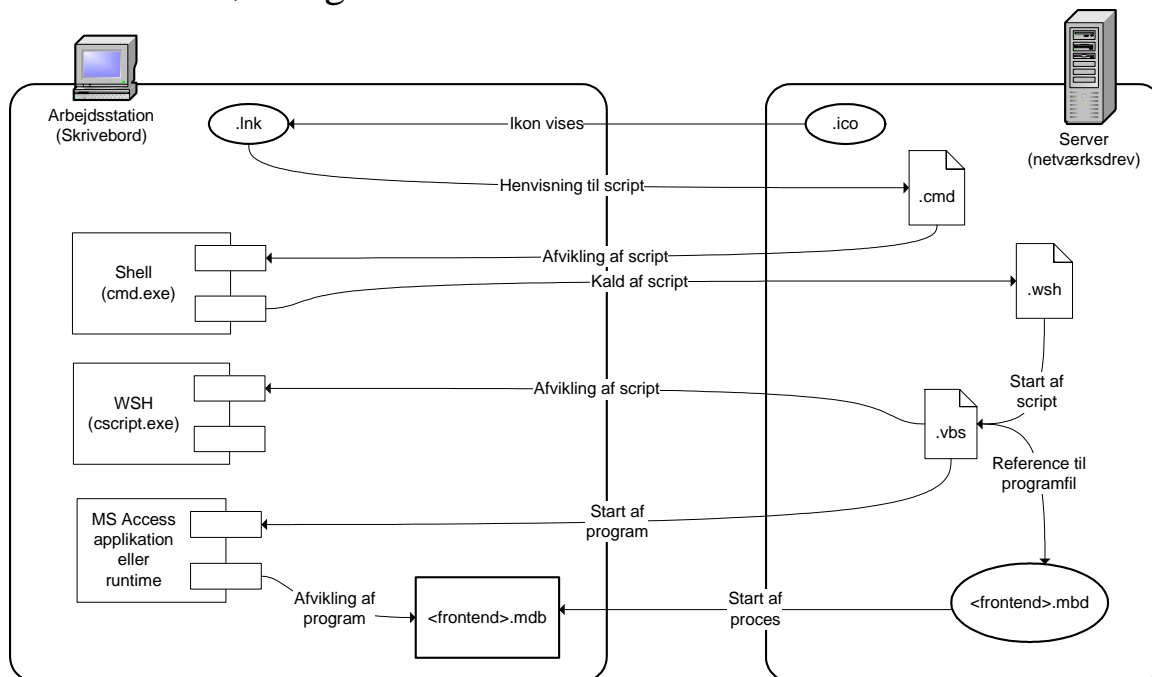 Arbejdsstation
(Skrivebord)
Server
(netværksdrev)
.lnk
Ikon vises
.ico
Henvisning til script
.cmd
Afvikling af script
Shell
(cmd.exe)
Kald af script
.wsh
WSH
(cscript.exe)
Afvikling af script
Start af
script
.vbs
Reference til
programfil
MS Access
applikation
eller
runtime
Start af
program
Afvikling af
program
<frontend>.mdb
Start af
proces
<frontend>.mbd